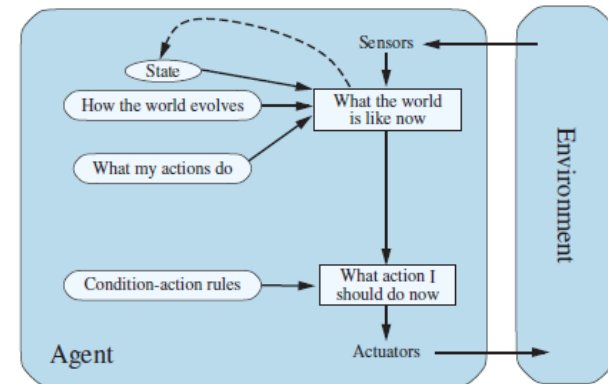 Sensors
State
How the world evolves
What the world
is like now
What my actions do
Environment
Condition-action rules
What action I
should do now
Agent
Actuators